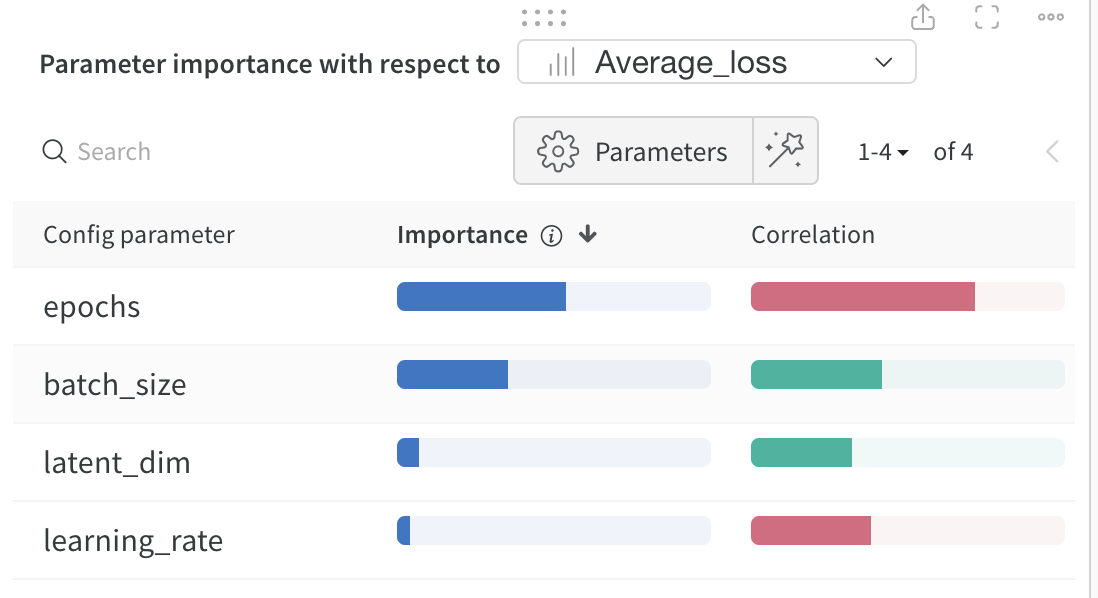 Parameter importance with respect to Average_loss
Search Parameters 1-4 of 4
Config parameter Importance Correlation
epochs
batch_size
latent_dim
learning_rate